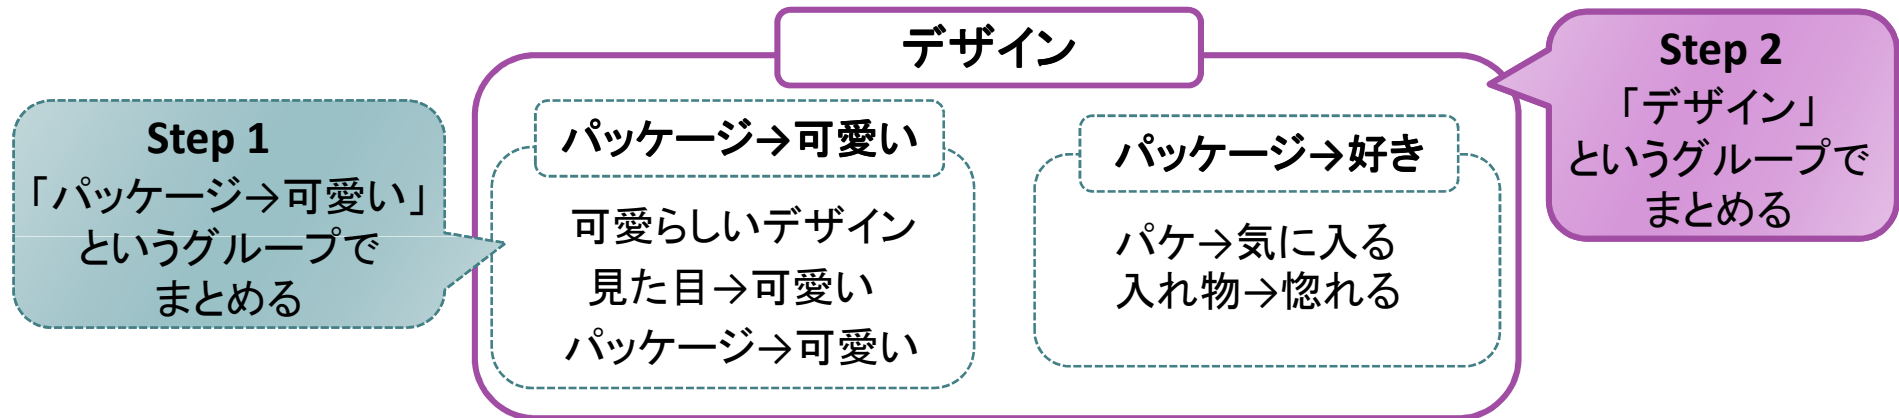 デザイン
Step 1
「パッケージ→可愛い」
というグループで
まとめる
パッケージ→可愛い
可愛らしいデザイン
見た目→可愛い
パッケージ→可愛い
パッケージ→好き
パケ→気に入る
入れ物→惚れる
Step 2
「デザイン」
というグループで
まとめる